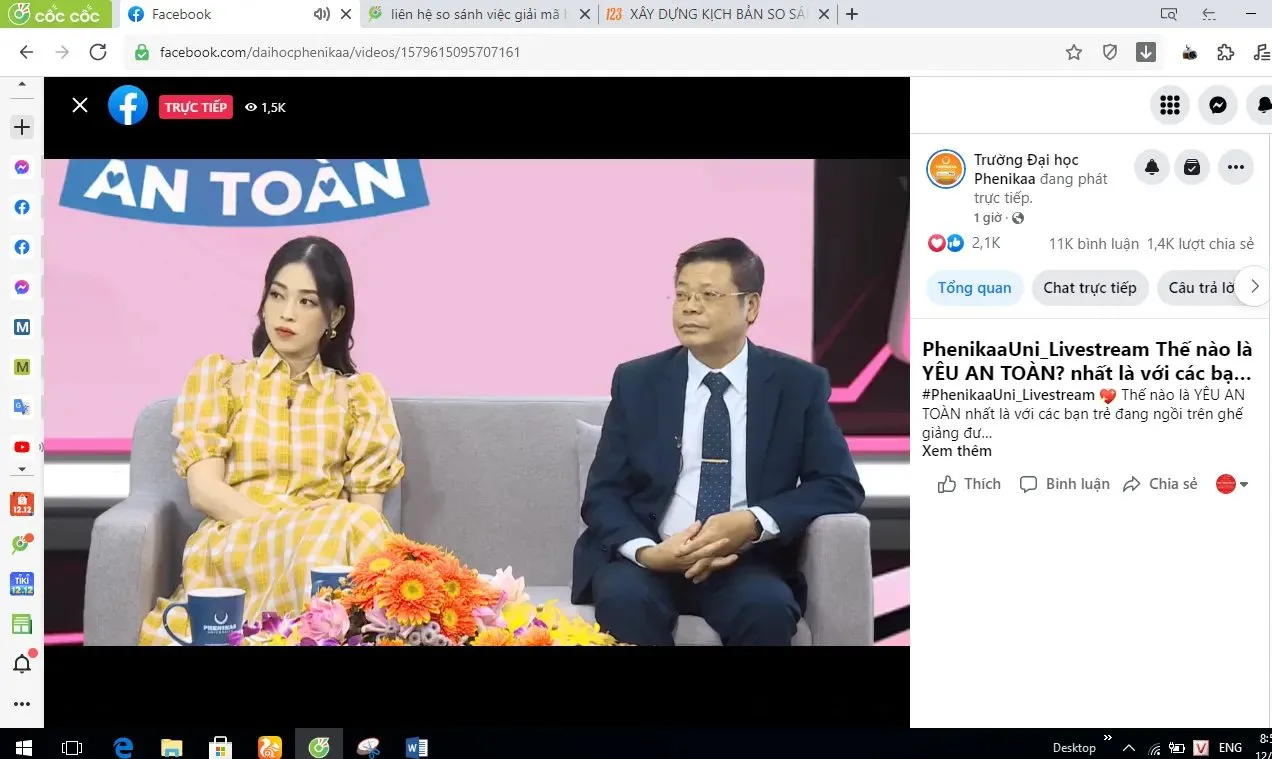 cốc cốc
Facebook
liên hệ so sánh việc giải mã h
123 XÂY DỰNG KỊCH BẢN SO SÁ
facebook.com/daihocphenikaa/videos/1579615095707161
TRỰC TIẾP
1,5K
AN TOÀN
PHENIKAA
UNIVERSITY
Trường Đại học
Phenikaa đang phát
trực tiếp.
1 giờ ·
2,1K
11K bình luận 1,4K lượt chia sẻ
Tổng quan
Chat trực tiếp
Câu trả lờ
PhenikaaUni_Livestream Thế nào là
YÊU AN TOÀN? nhất là với các bạ...
#PhenikaaUni_Livestream 💖 Thế nào là YÊU AN
TOÀN nhất là với các bạn trẻ đang ngồi trên ghế
giảng đư...
Xem thêm
Thích
Bình luận
Chia sẻ
M
M
12.12
TIKI
12.12
W
Desktop
V
ENG
8:5
12/